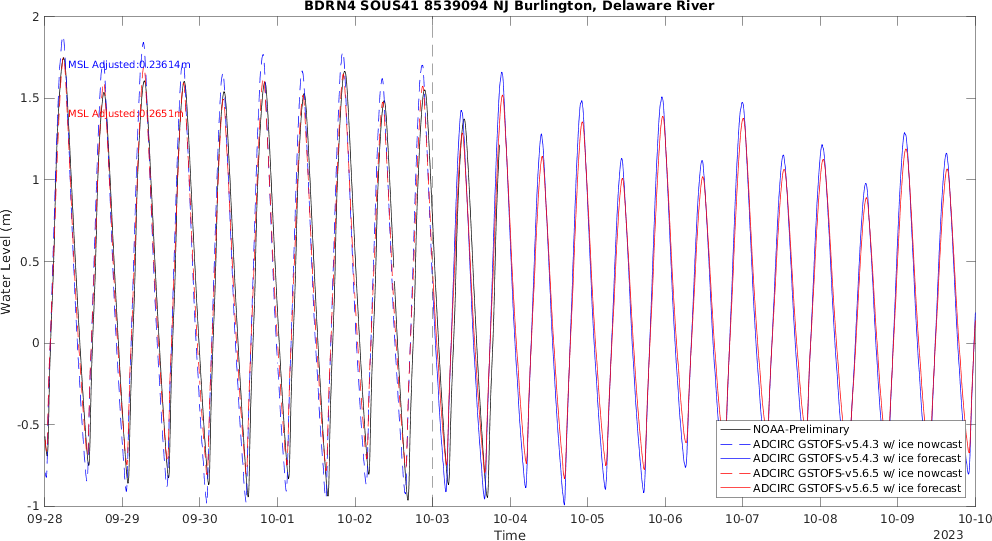 BDRN4 SOUS41 8539094 NJ Burlington, Delaware River
2
1.5
1
0.5
0
-0.5
-1
Water Level (m)
MSL Adjusted:0.23614m
MSL Adjusted:0.2651m
NOAA-Preliminary
ADCIRC GSTOFS-v5.4.3 w/ ice nowcast
ADCIRC GSTOFS-v5.4.3 w/ ice forecast
ADCIRC GSTOFS-v5.6.5 w/ ice nowcast
ADCIRC GSTOFS-v5.6.5 w/ ice forecast
09-28 09-29 09-30 10-01 10-02 10-03 10-04 10-05 10-06 10-07 10-08 10-09 10-10
Time
2023